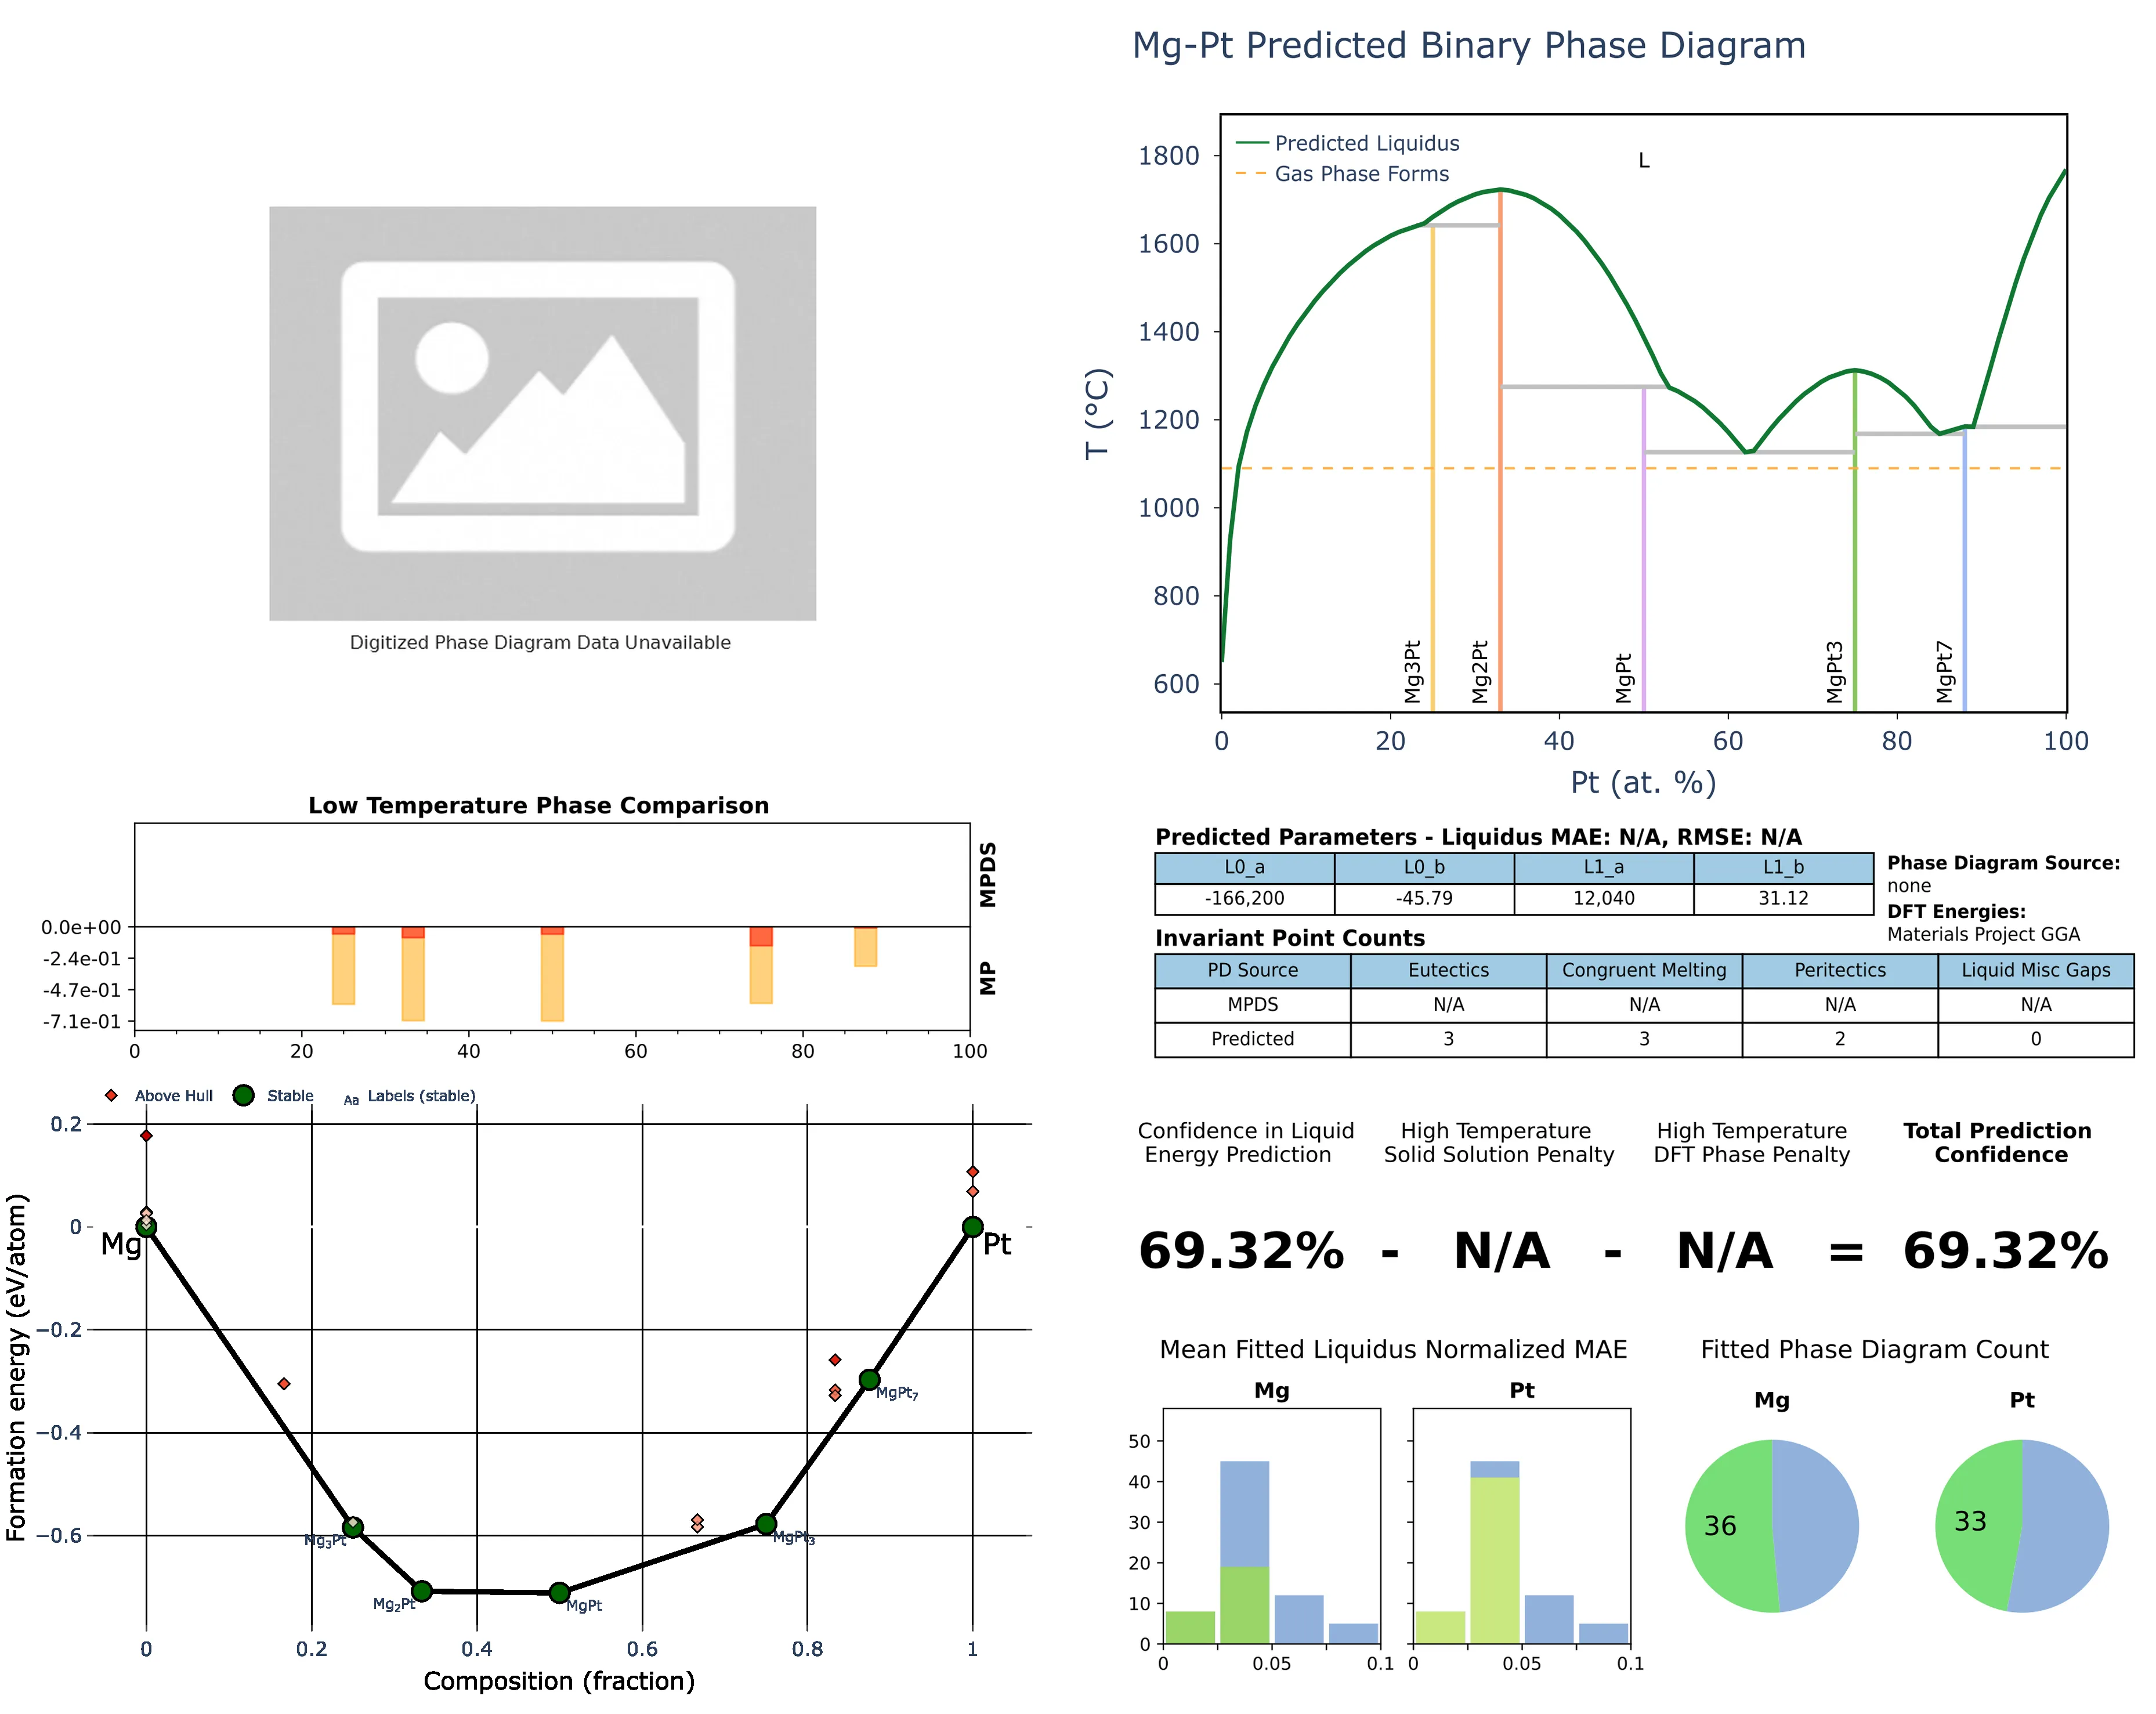 Mg-Pt Predicted Binary Phase Diagram
Digitized Phase Diagram Data Unavailable
Predicted Liquidus
Gas Phase Forms
L
1800
1600
1400
1200
1000
800
600
T (°C)
Mg3Pt
Mg2Pt
MgPt
MgPt3
MgPt7
0 20 40 60 80 100
Pt (at. %)
Low Temperature Phase Comparison
MPDS
MP
0.0e+00
-2.4e-01
-4.7e-01
-7.1e-01
0 20 40 60 80 100
Predicted Parameters - Liquidus MAE: N/A, RMSE: N/A
L0_a L0_b L1_a L1_b
-166,200 -45.79 12,040 31.12
Phase Diagram Source:
none
DFT Energies:
Materials Project GGA
Invariant Point Counts
PD Source Eutectics Congruent Melting Peritectics Liquid Misc Gaps
MPDS N/A N/A N/A N/A
Predicted 3 3 2 0
Above Hull Stable Aa Labels (stable)
0.2
0
−0.2
−0.4
−0.6
Formation energy (eV/atom)
Mg
Pt
Mg₃Pt
Mg₂Pt
MgPt
MgPt₃
MgPt₇
0 0.2 0.4 0.6 0.8 1
Composition (fraction)
Confidence in Liquid
Energy Prediction
High Temperature
Solid Solution Penalty
High Temperature
DFT Phase Penalty
Total Prediction
Confidence
69.32% - N/A - N/A = 69.32%
Mean Fitted Liquidus Normalized MAE
Mg
Pt
50
40
30
20
10
0
0 0.05 0.1
0 0.05 0.1
Fitted Phase Diagram Count
Mg
Pt
36
33